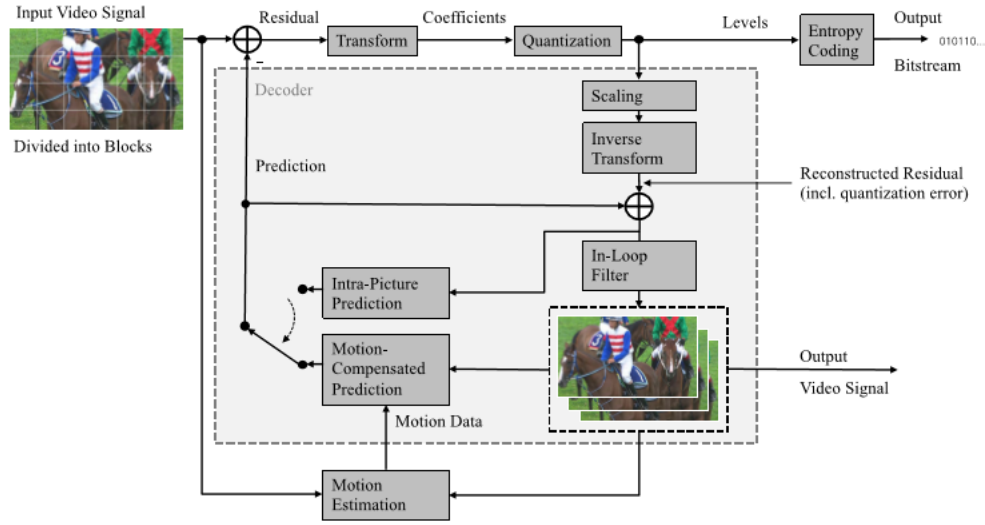 Input Video Signal
Residual
Coefficients
Levels
Output
Transform
Quantization
Entropy
Coding
010110...
Bitstream
3
Decoder
Scaling
Divided into Blocks
Inverse
Transform
Prediction
Reconstructed Residual
(incl. quantization error)
In-Loop
Filter
Intra-Picture
Prediction
3
Motion-
Compensated
Prediction
Output
Video Signal
Motion Data
Motion
Estimation